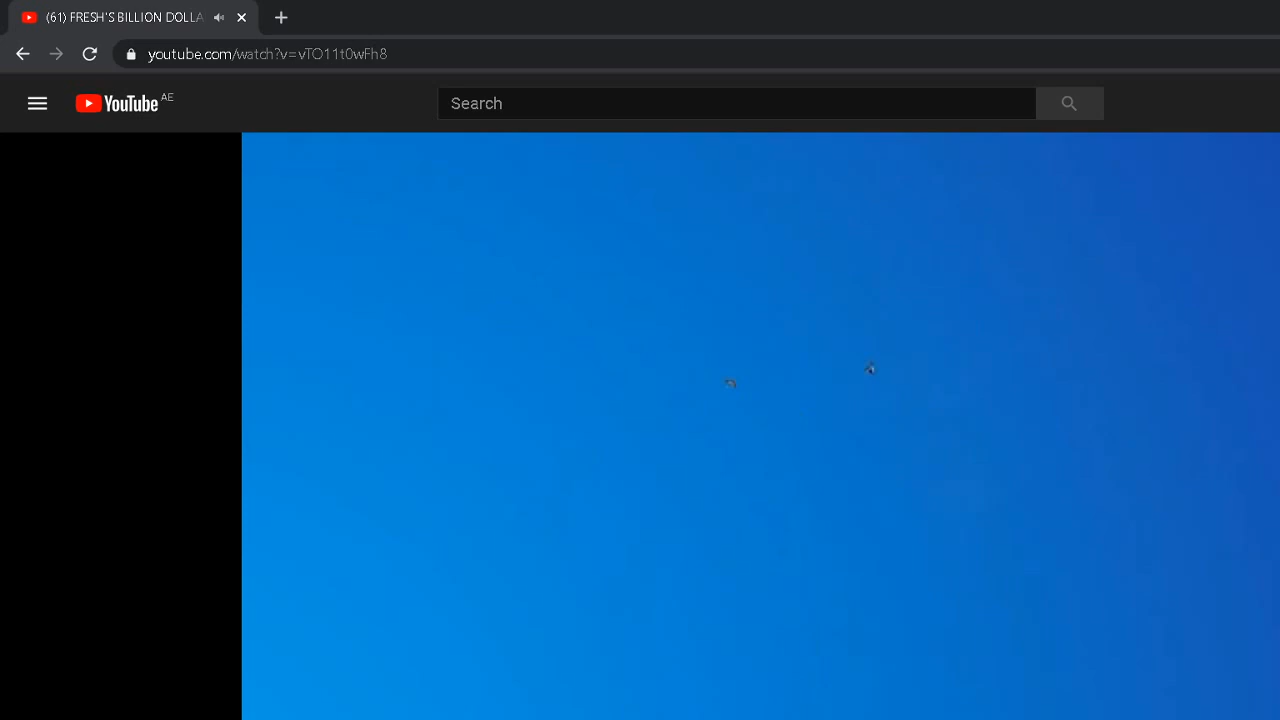 (61) FRESH'S BILLION DOLLA
youtube.com/watch?v=vTO11t0wFh8
YouTube AE
Search